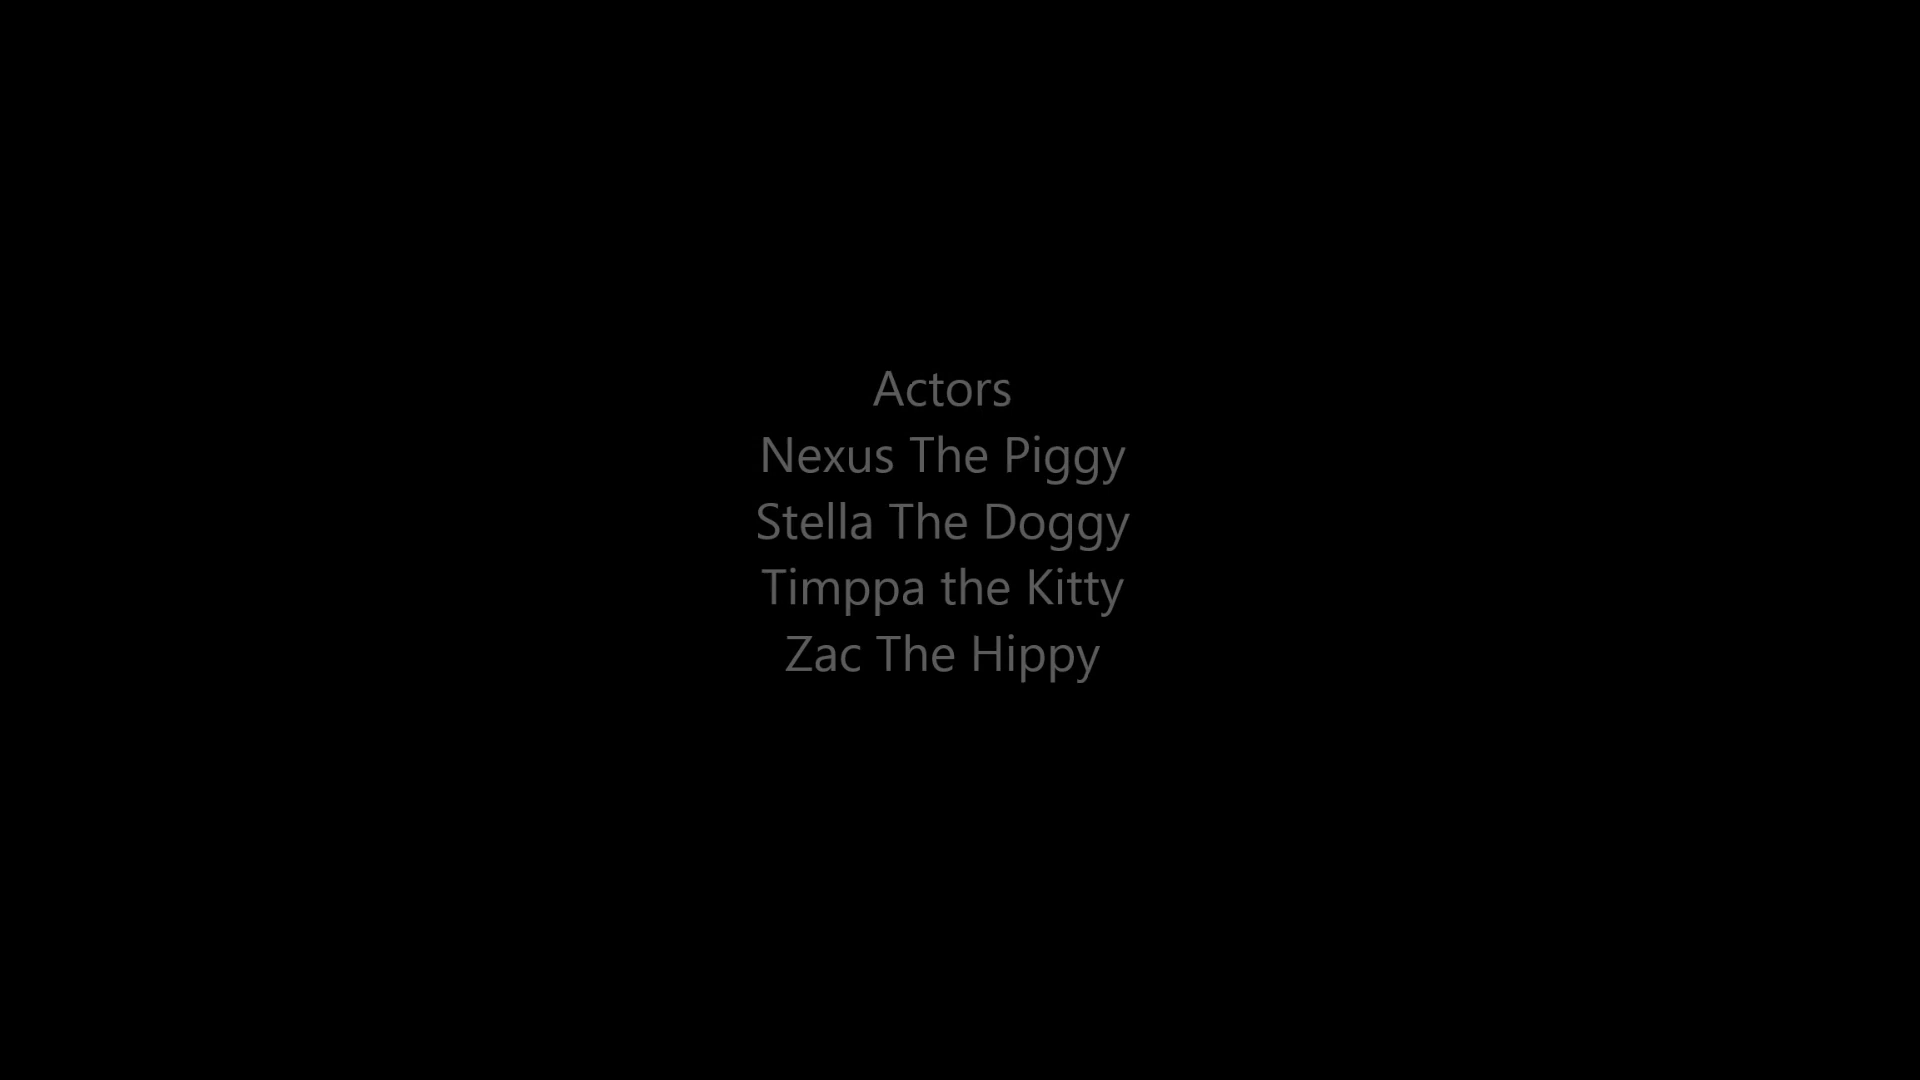 Actors
Nexus The Piggy
Stella The Doggy
Timppa the Kitty
Zac The Hippy